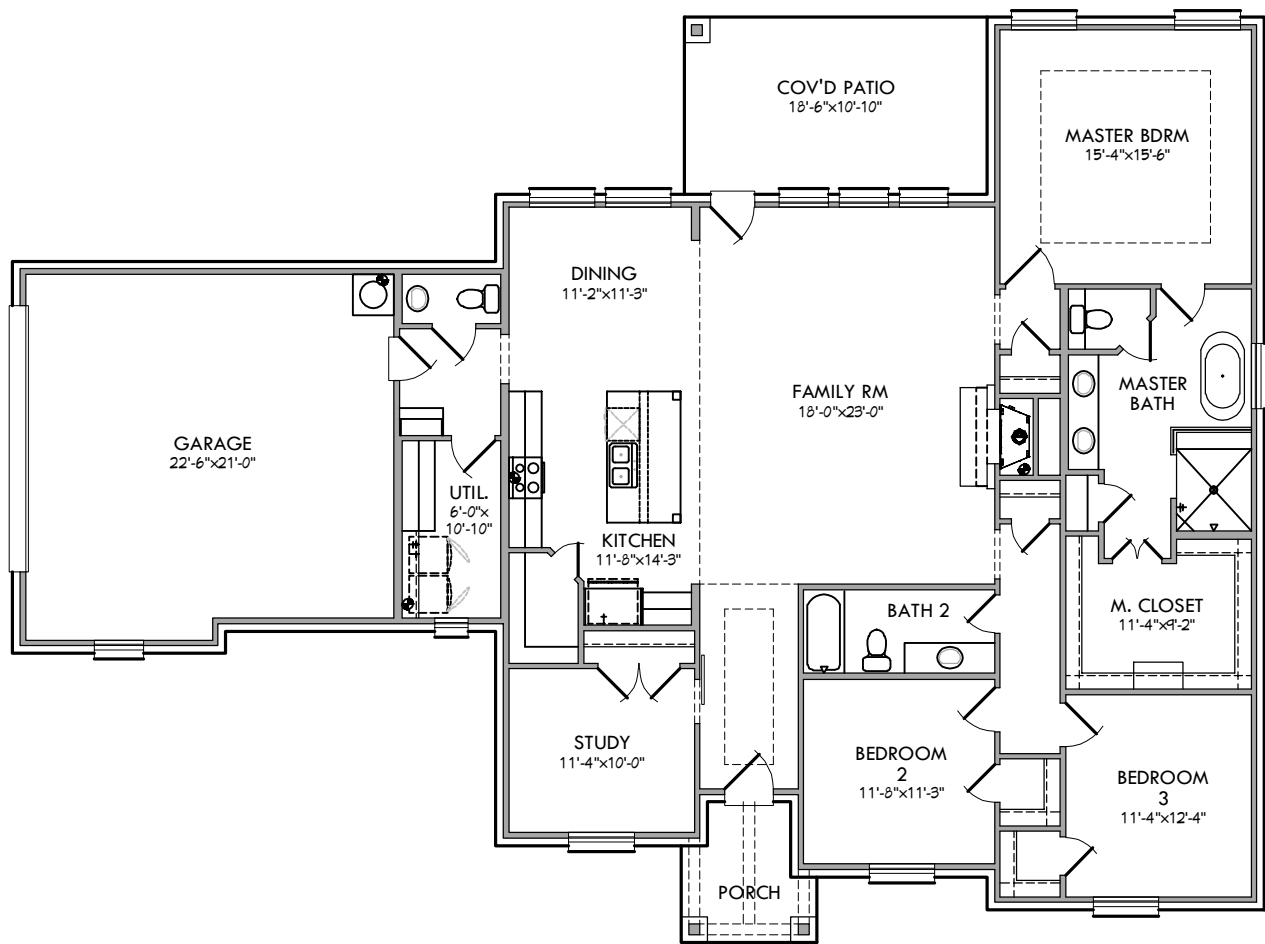 COV'D PATIO
18'-6"x10'-10"
MASTER BDRM
15'-4"x15'-6"
DINING
11'-2"x11'-3"
FAMILY RM
18'-0"x23'-0"
MASTER
BATH
GARAGE
22'-6"x21'-0"
UTIL.
6'-0"x
10'-10"
KITCHEN
11'-8"x14'-3"
BATH 2
M. CLOSET
11'-4"x9'-2"
STUDY
11'-4"x10'-0"
BEDROOM
2
11'-8"x11'-3"
BEDROOM
3
11'-4"x12'-4"
PORCH